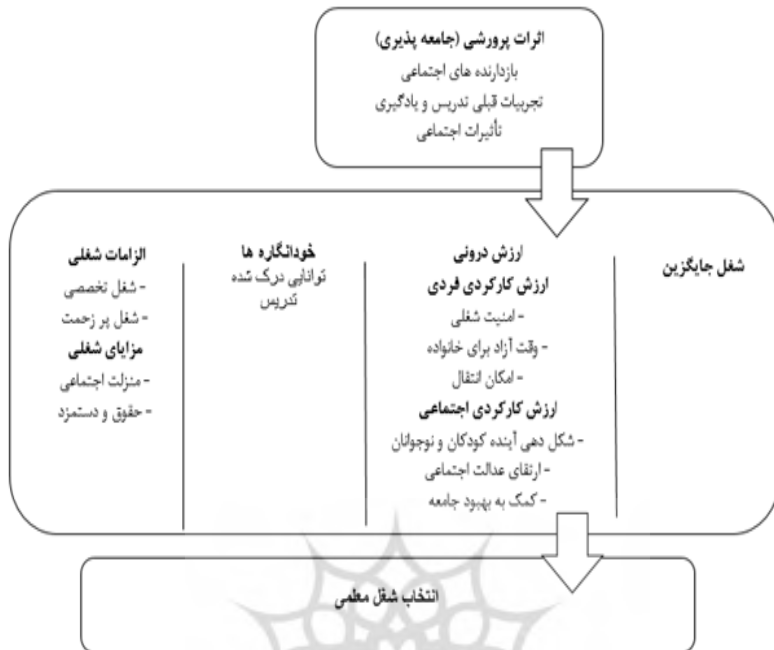 اثرات پرورشی (جامعه پذیری)
بازدارنده های اجتماعی
تجربیات قبلی تدریس و یادگیری
تأثیرات اجتماعی
شغل جایگزین
ارزش درونی
ارزش کارکردی فردی
- امنیت شغلی
- وقت آزاد برای خانواده
- امکان انتقال
ارزش کارکردی اجتماعی
- شکل دهی آینده کودکان و نوجوانان
- ارتقای عدالت اجتماعی
- کمک به بهبود جامعه
خودانگاره ها
توانایی درک شده
تدریس
الزامات شغلی
- شغل تخصصی
- شغل پر زحمت
مزایای شغلی
- منزلت اجتماعی
- حقوق و دستمزد
انتخاب شغل معلمی